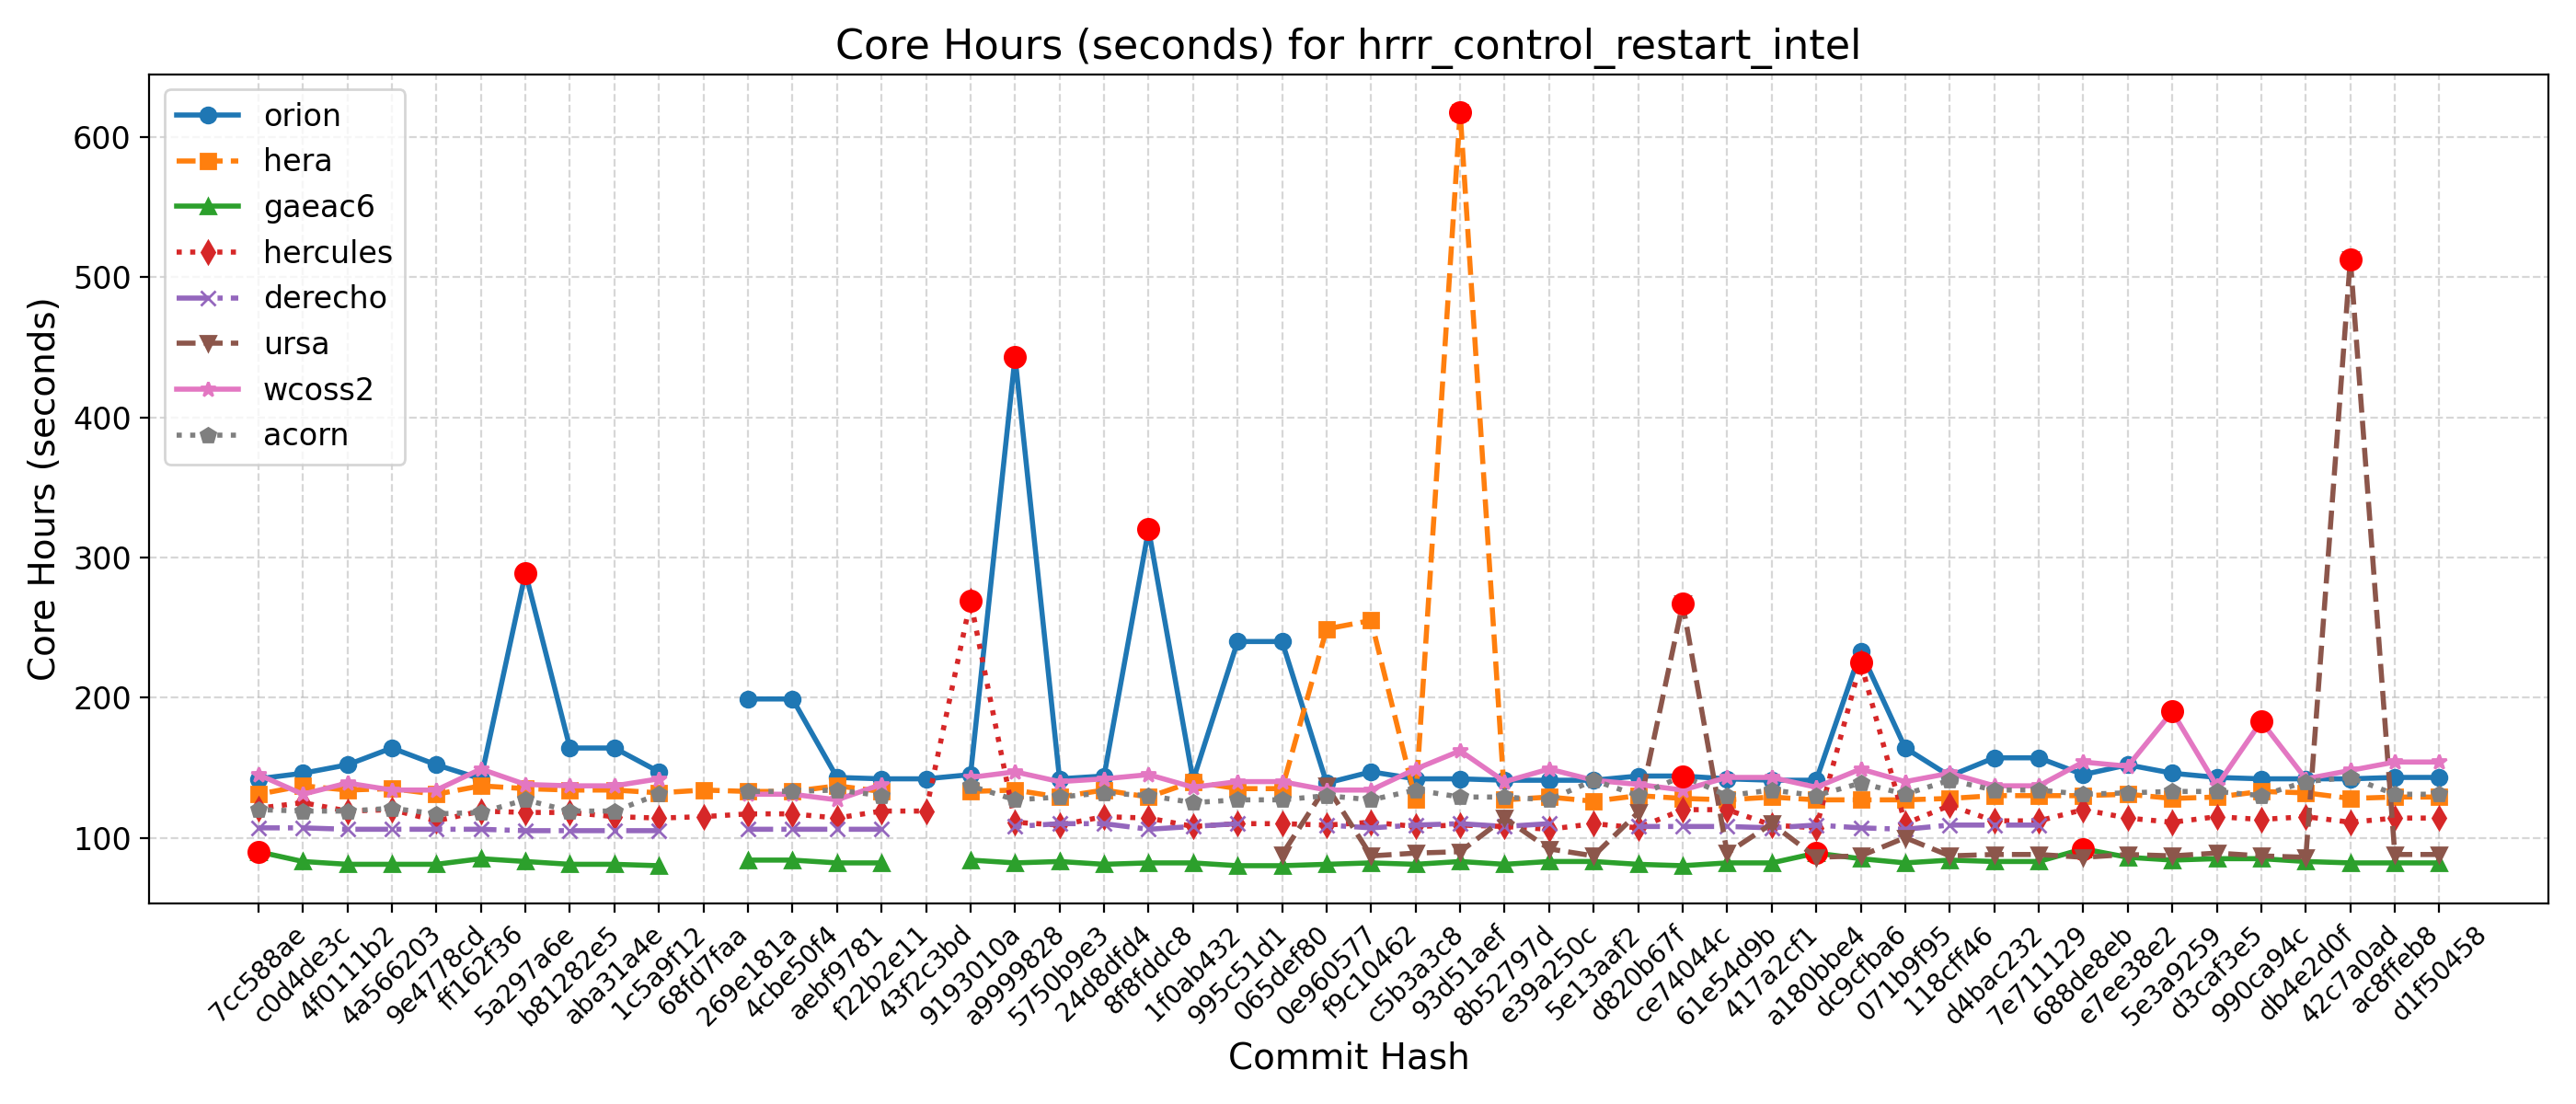 Core Hours (seconds) for hrrr_control_restart_intel
Core Hours (seconds)
600
500
400
300
200
100
orion
hera
gaeac6
hercules
derecho
ursa
wcoss2
acorn
7cc588ae
c0d4de3c
4f0111b2
4a566203
9e4778cd
ff162f36
5a297a6e
b81282e5
aba31a4e
1c5a9f12
68fd7faa
269e181a
4cbe50f4
aebf9781
f22b2e11
43f2c3bd
9193010a
a9999828
5750b9e3
24d8dfd4
8f8fddc8
1f0ab432
995c51d1
065def80
0e960577
f9c10462
c5b3a3c8
93d51aef
8b52797d
e39a250c
5e13aaf2
d820b67f
ce74044c
61e54d9b
417a2cf1
a180bbe4
dc9cfba6
071b9f95
118cff46
d4bac232
7e711129
688de8eb
e7ee38e2
5e3a9259
d3caf3e5
990ca94c
db4e2d0f
42c7a0ad
ac8ffeb8
d1f50458
Commit Hash